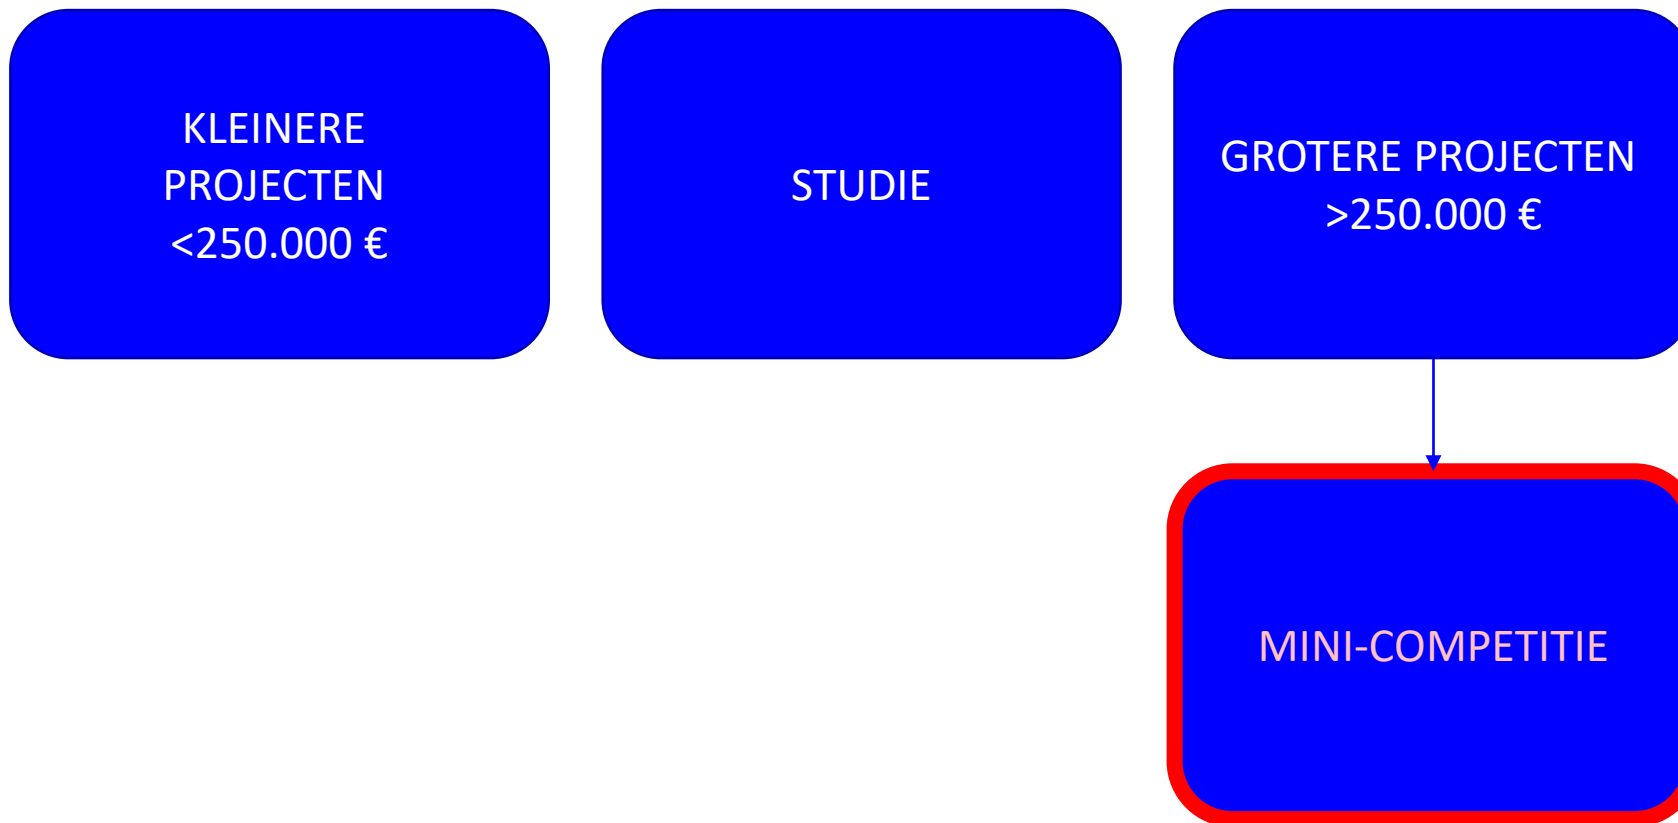 KLEINERE
PROJECTEN
<250.000 €
STUDIE
GROTERE PROJECTEN
>250.000 €
MINI-COMPETITIE